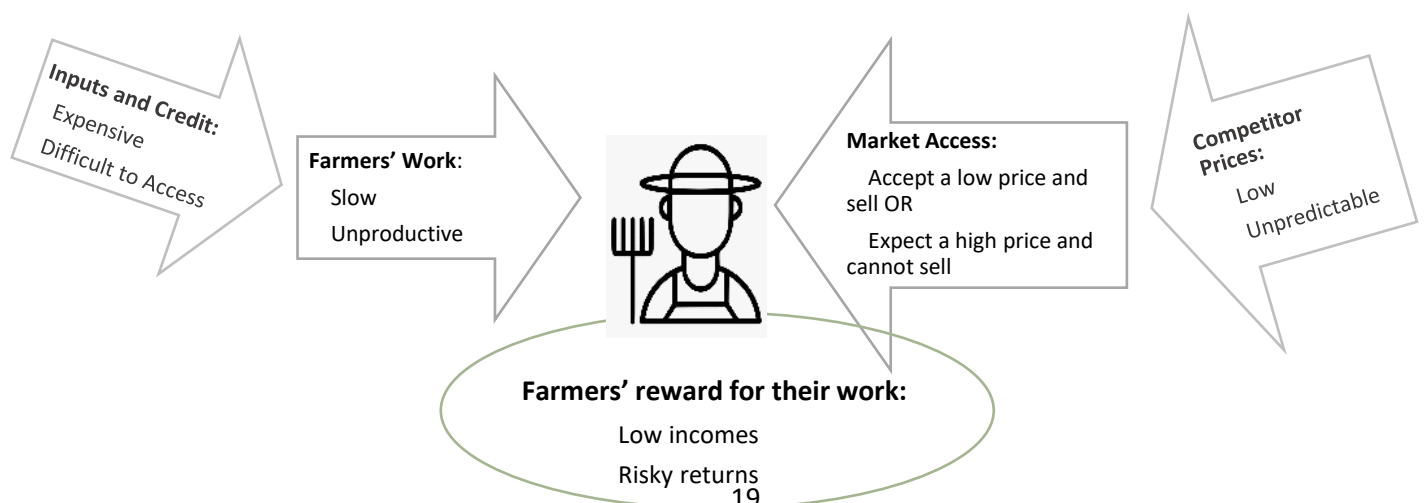 Inputs and Credit:
Expensive
Difficult to Access
Farmers’ Work:
Slow
Unproductive
Market Access:
Accept a low price and
sell OR
Expect a high price and
cannot sell
Competitor
Prices:
Low
Unpredictable
Farmers’ reward for their work:
Low incomes
Risky returns
19